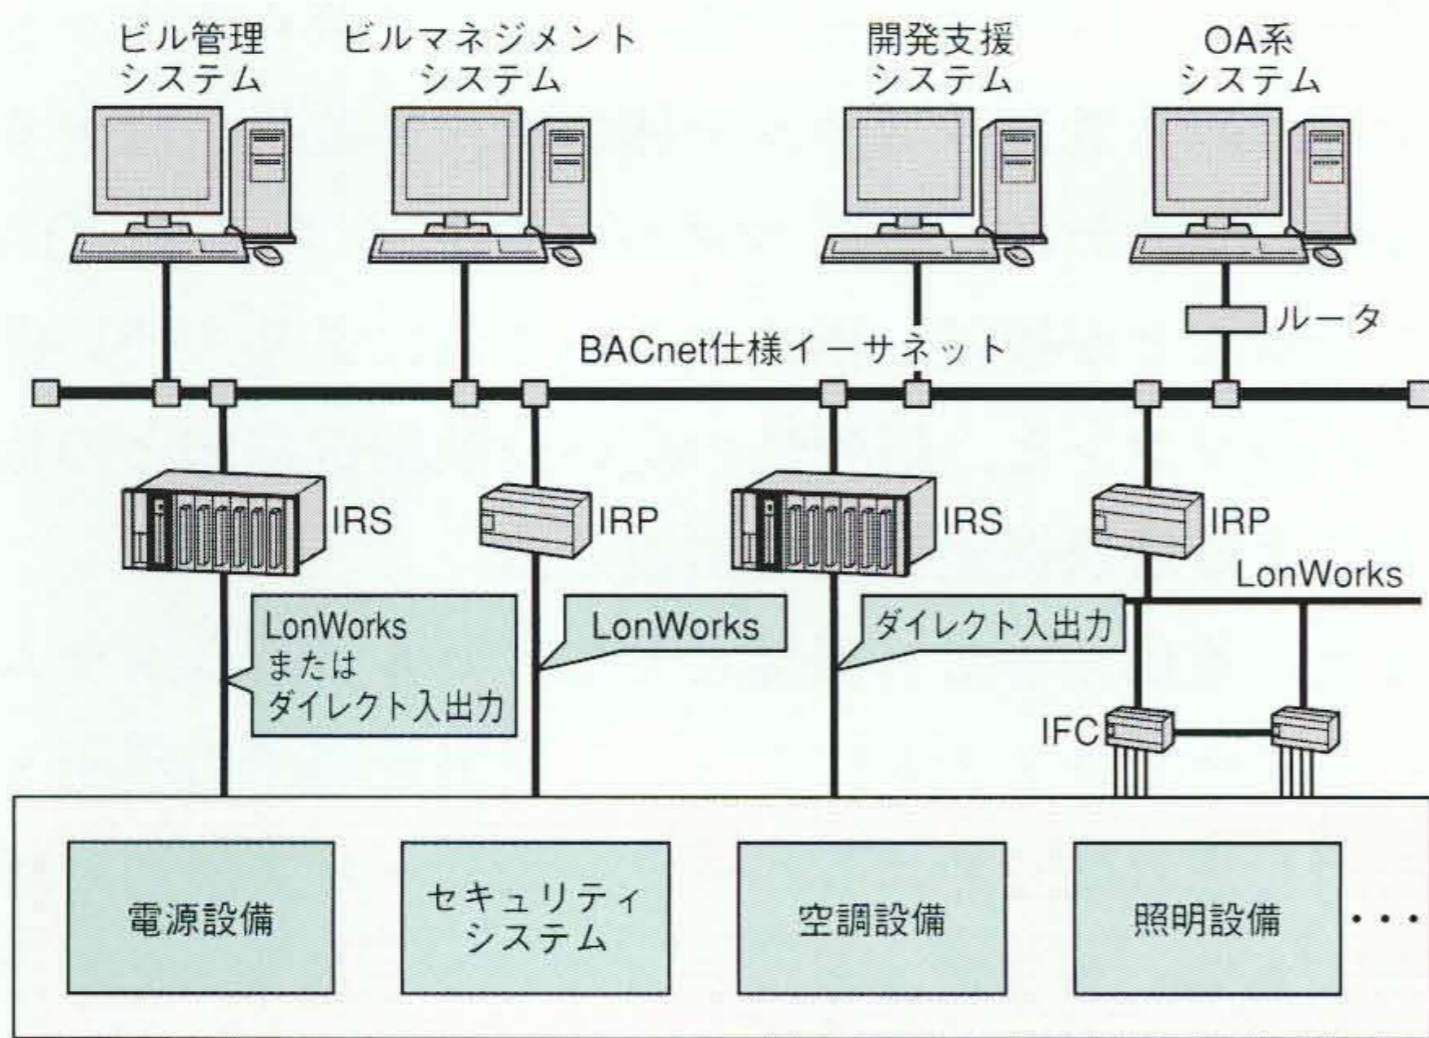 ビル管理
システム
ビルマネジメント
システム
開発支援
システム
OA系
システム
ルータ
BACnet仕様イーサネット
IRS
IRP
IRS
IRP
LonWorks
LonWorks
または
ダイレクト入出力
LonWorks
ダイレクト入出力
IFC
電源設備
セキュリティ
システム
空調設備
照明設備
・・・